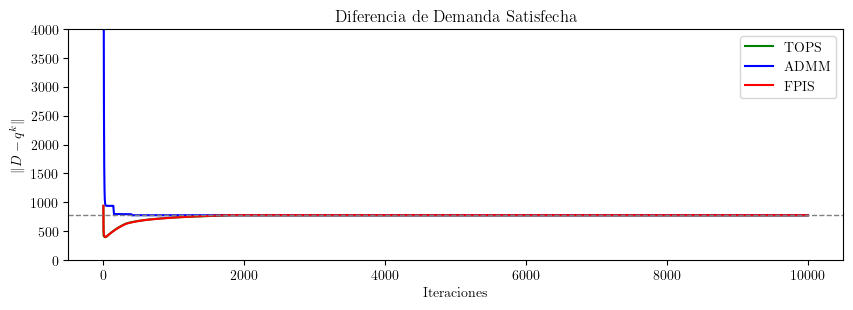 Diferencia de Demanda Satisfecha
4000
3500
3000
2500
2000
1500
1000
500
0
‖D − q^k‖
TOPS
ADMM
FPIS
0 2000 4000 6000 8000 10000
Iteraciones